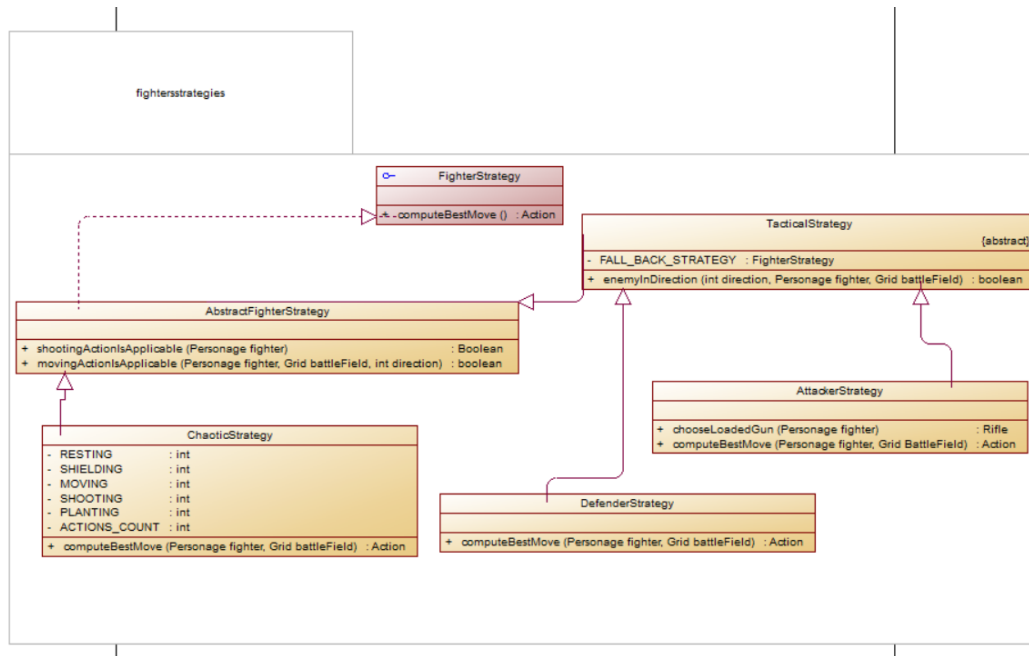 fightersstrategies
FighterStrategy
+ computeBestMove () : Action
TacticalStrategy
{abstract}
- FALL_BACK_STRATEGY : FighterStrategy
+ enemyInDirection (int direction, Personage fighter, Grid battleField) : boolean
AbstractFighterStrategy
+ shootingActionIsApplicable (Personage fighter) : Boolean
+ movingActionIsApplicable (Personage fighter, Grid battleField, int direction) : boolean
AttackerStrategy
+ chooseLoadedGun (Personage fighter) : Rifle
+ computeBestMove (Personage fighter, Grid BattleField) : Action
ChaoticStrategy
- RESTING : int
- SHIELDING : int
- MOVING : int
- SHOOTING : int
- PLANTING : int
- ACTIONS_COUNT : int
+ computeBestMove (Personage fighter, Grid battleField) : Action
DefenderStrategy
+ computeBestMove (Personage fighter, Grid battleField) : Action